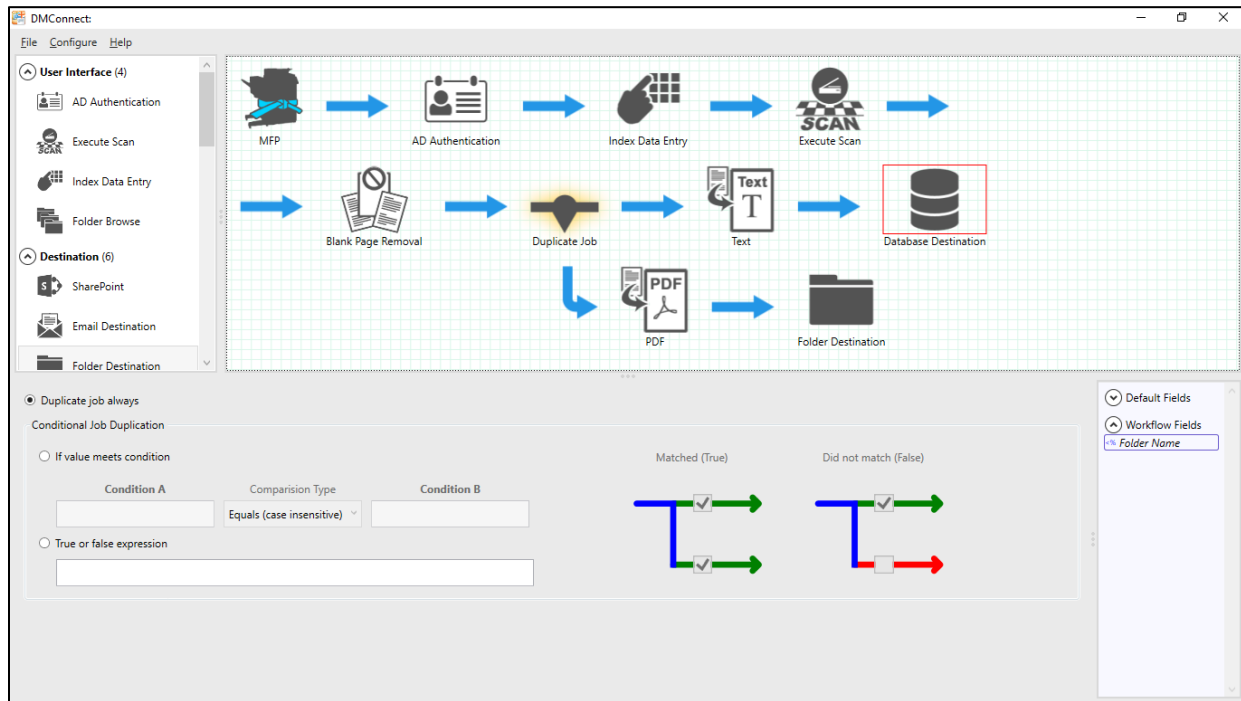 DMConnect:
File Configure Help
User Interface (4)
AD Authentication
Execute Scan
Index Data Entry
Folder Browse
Destination (6)
SharePoint
Email Destination
Folder Destination
MFP
AD Authentication
Index Data Entry
SCAN
Execute Scan
Blank Page Removal
Duplicate Job
Text
T
Text
Database Destination
PDF
PDF
Folder Destination
Duplicate job always
Conditional Job Duplication
If value meets condition
Condition A Comparision Type Condition B
Equals (case insensitive)
True or false expression
Matched (True) Did not match (False)
Default Fields
Workflow Fields
<% Folder Name